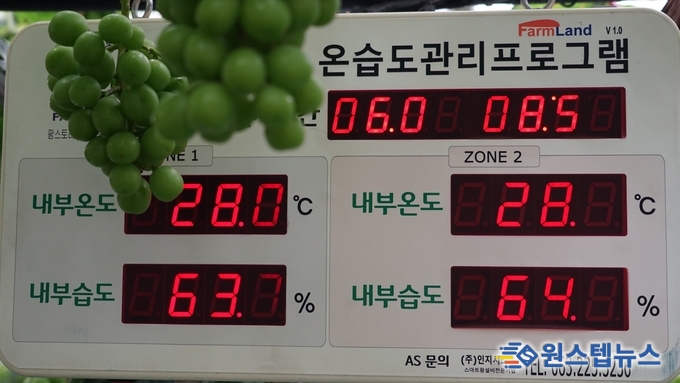 FarmLand V 1.0
온습도관리프로그램
06.0 08:5
ZONE 2
내부온도 28.0 ℃
내부온도 28. ℃
내부습도 63.7 %
내부습도 64. %
AS 문의
원스텝뉴스